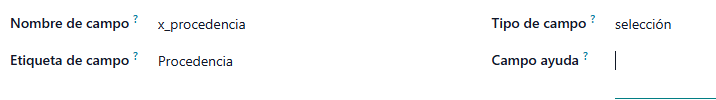 Nombre de campo ? x_procedencia Tipo de campo ? selección
Etiqueta de campo ? Procedencia Campo ayuda ?